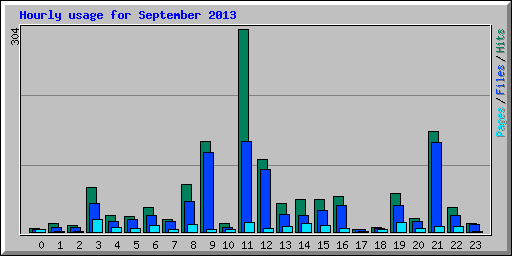 Hourly usage for September 2013
304
Pages/Files/Hits
0 1 2 3 4 5 6 7 8 9 10 11 12 13 14 15 16 17 18 19 20 21 22 23